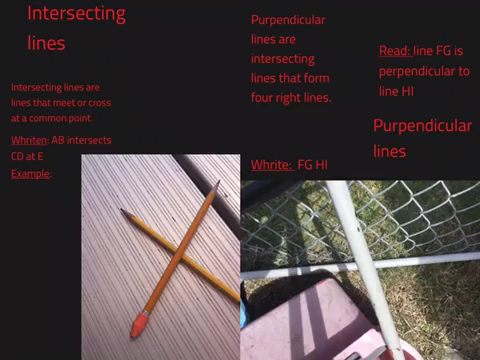 Intersecting
lines
Intersecting lines are
lines that meet or cross
at a common point.
Whriten: AB intersects
CD at E
Example:
Purpendicular
lines are
intersecting
lines that form
four right lines.
Whrite: FG HI
Read: line FG is
perpendicular to
line HI
Purpendicular
lines